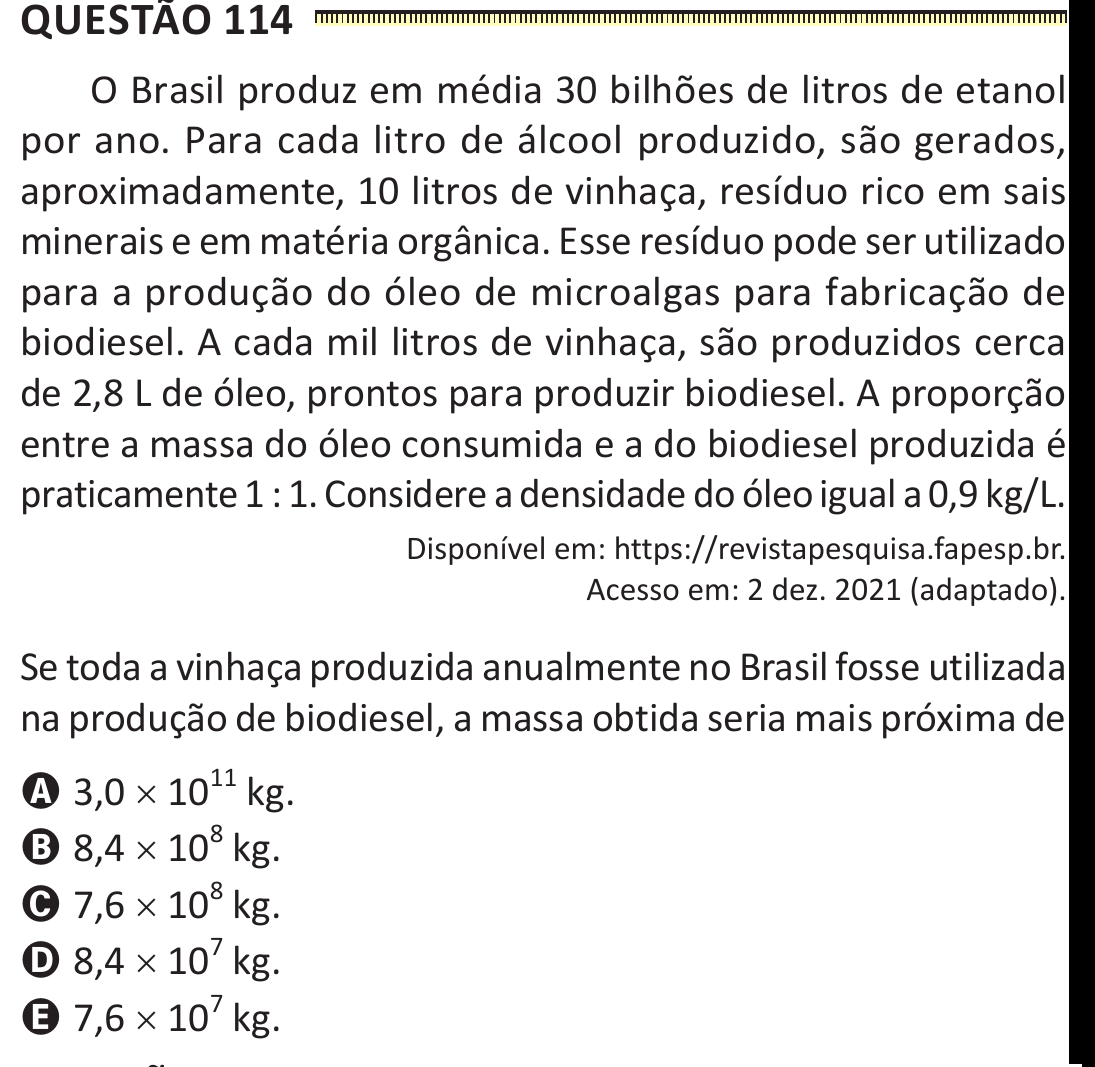 QUESTÃO 114
O Brasil produz em média 30 bilhões de litros de etanol
por ano. Para cada litro de álcool produzido, são gerados,
aproximadamente, 10 litros de vinhaça, resíduo rico em sais
minerais e em matéria orgânica. Esse resíduo pode ser utilizado
para a produção do óleo de microalgas para fabricação de
biodiesel. A cada mil litros de vinhaça, são produzidos cerca
de 2,8 L de óleo, prontos para produzir biodiesel. A proporção
entre a massa do óleo consumida e a do biodiesel produzida é
praticamente 1 : 1. Considere a densidade do óleo igual a 0,9 kg/L.
Disponível em: https://revistapesquisa.fapesp.br.
Acesso em: 2 dez. 2021 (adaptado).
Se toda a vinhaça produzida anualmente no Brasil fosse utilizada
na produção de biodiesel, a massa obtida seria mais próxima de
A 3,0 × 10¹¹ kg.
B 8,4 × 10⁸ kg.
C 7,6 × 10⁸ kg.
D 8,4 × 10⁷ kg.
E 7,6 × 10⁷ kg.